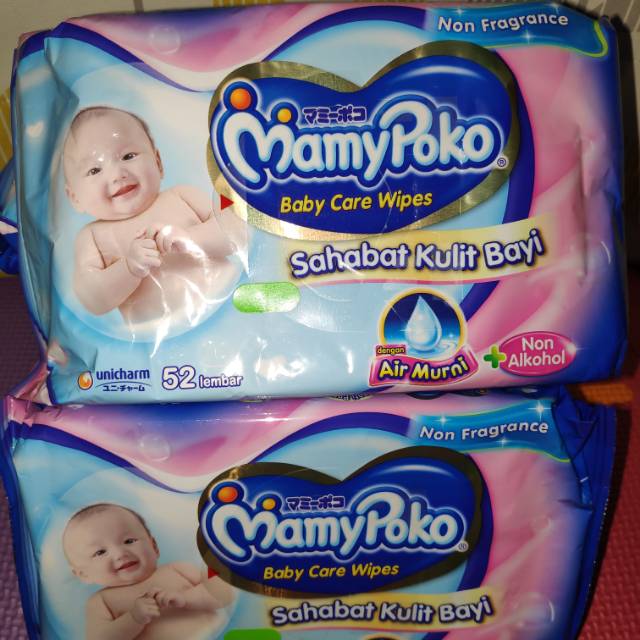 Non Fragrance
マミーポコ
MamyPoko®
Baby Care Wipes
Sahabat Kulit Bayi
dengan
Air Murni
+ Non
Alkohol
unicharm
ユニ・チャーム
52 lembar
Non Fragrance
マミーポコ
MamyPoko®
Baby Care Wipes
Sahabat Kulit Bayi